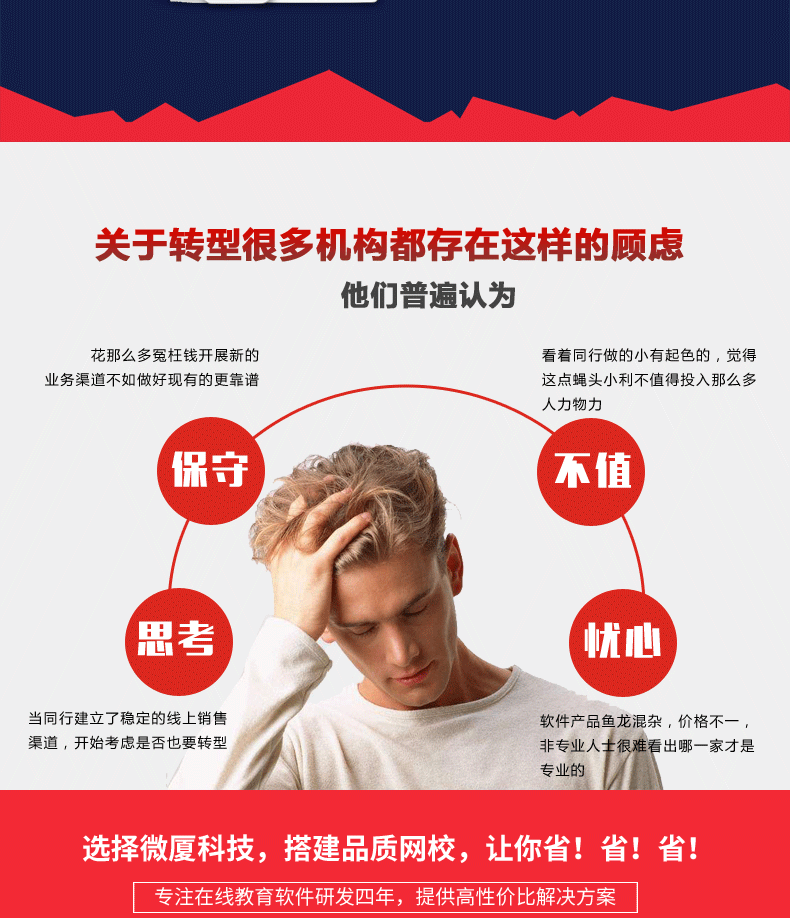 关于转型很多机构都存在这样的顾虑
他们普遍认为
花那么多冤枉钱开展新的
业务渠道不如做好现有的更靠谱
看着同行做的小有起色的，觉得
这点蝇头小利不值得投入那么多
人力物力
保守
不值
思考
忧心
当同行建立了稳定的线上销售
渠道，开始考虑是否也要转型
软件产品鱼龙混杂，价格不一，
非专业人士很难看出哪一家才是
专业的
选择微厦科技，搭建品质网校，让你省！省！省！
专注在线教育软件研发四年，提供高性价比解决方案